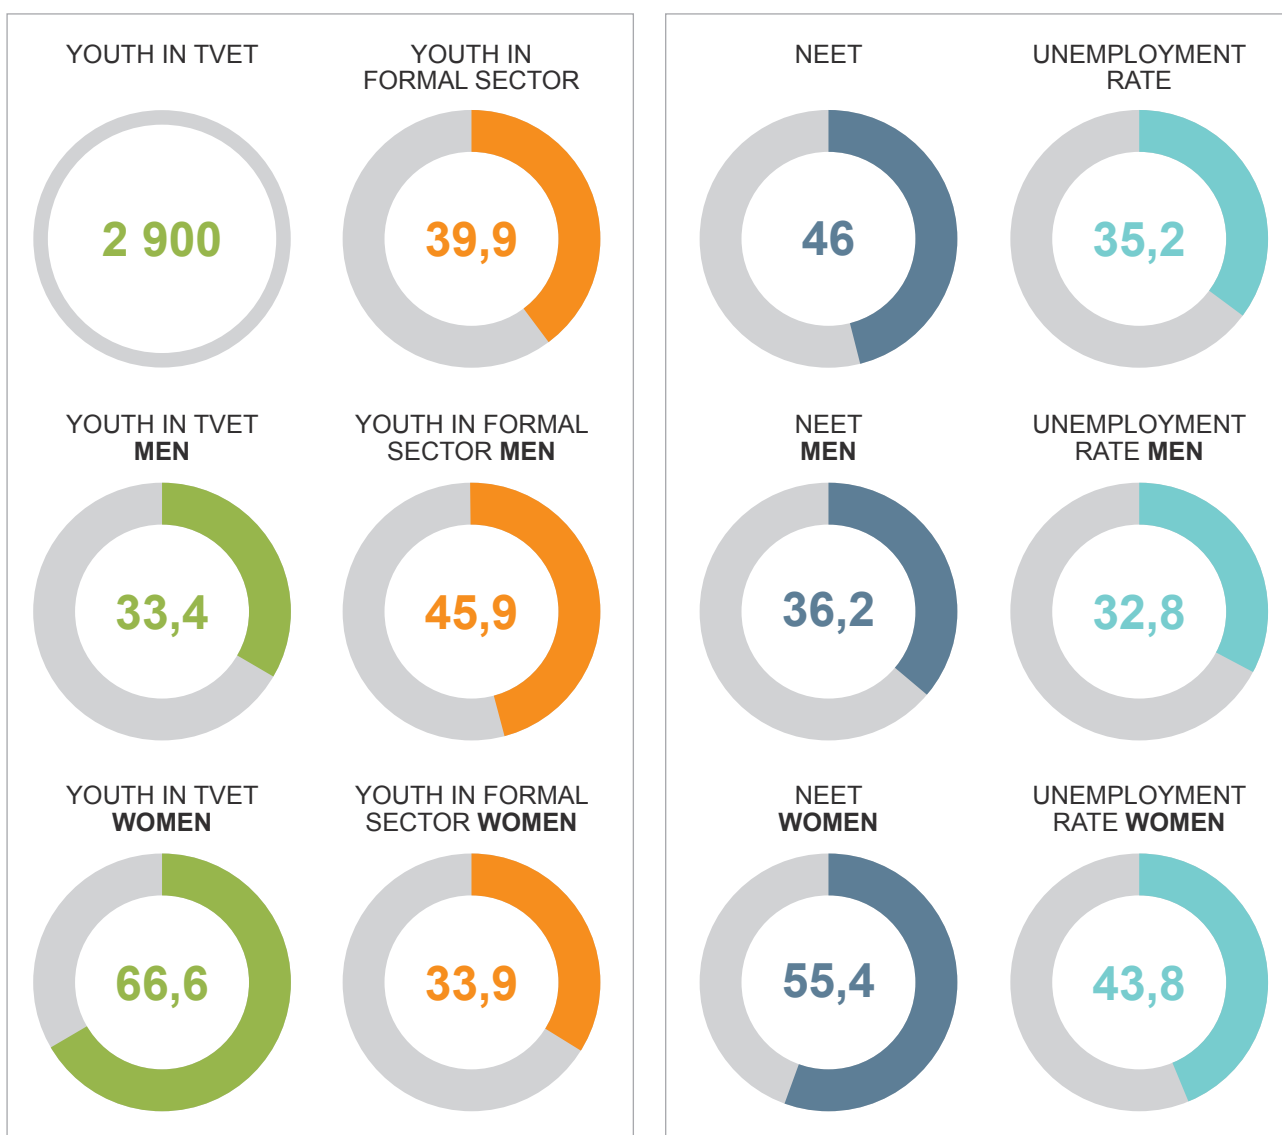 YOUTH IN TVET
2 900
YOUTH IN
FORMAL SECTOR
39,9
YOUTH IN TVET
MEN
33,4
YOUTH IN FORMAL
SECTOR MEN
45,9
YOUTH IN TVET
WOMEN
66,6
YOUTH IN FORMAL
SECTOR WOMEN
33,9
NEET
46
UNEMPLOYMENT
RATE
35,2
NEET
MEN
36,2
UNEMPLOYMENT
RATE MEN
32,8
NEET
WOMEN
55,4
UNEMPLOYMENT
RATE WOMEN
43,8